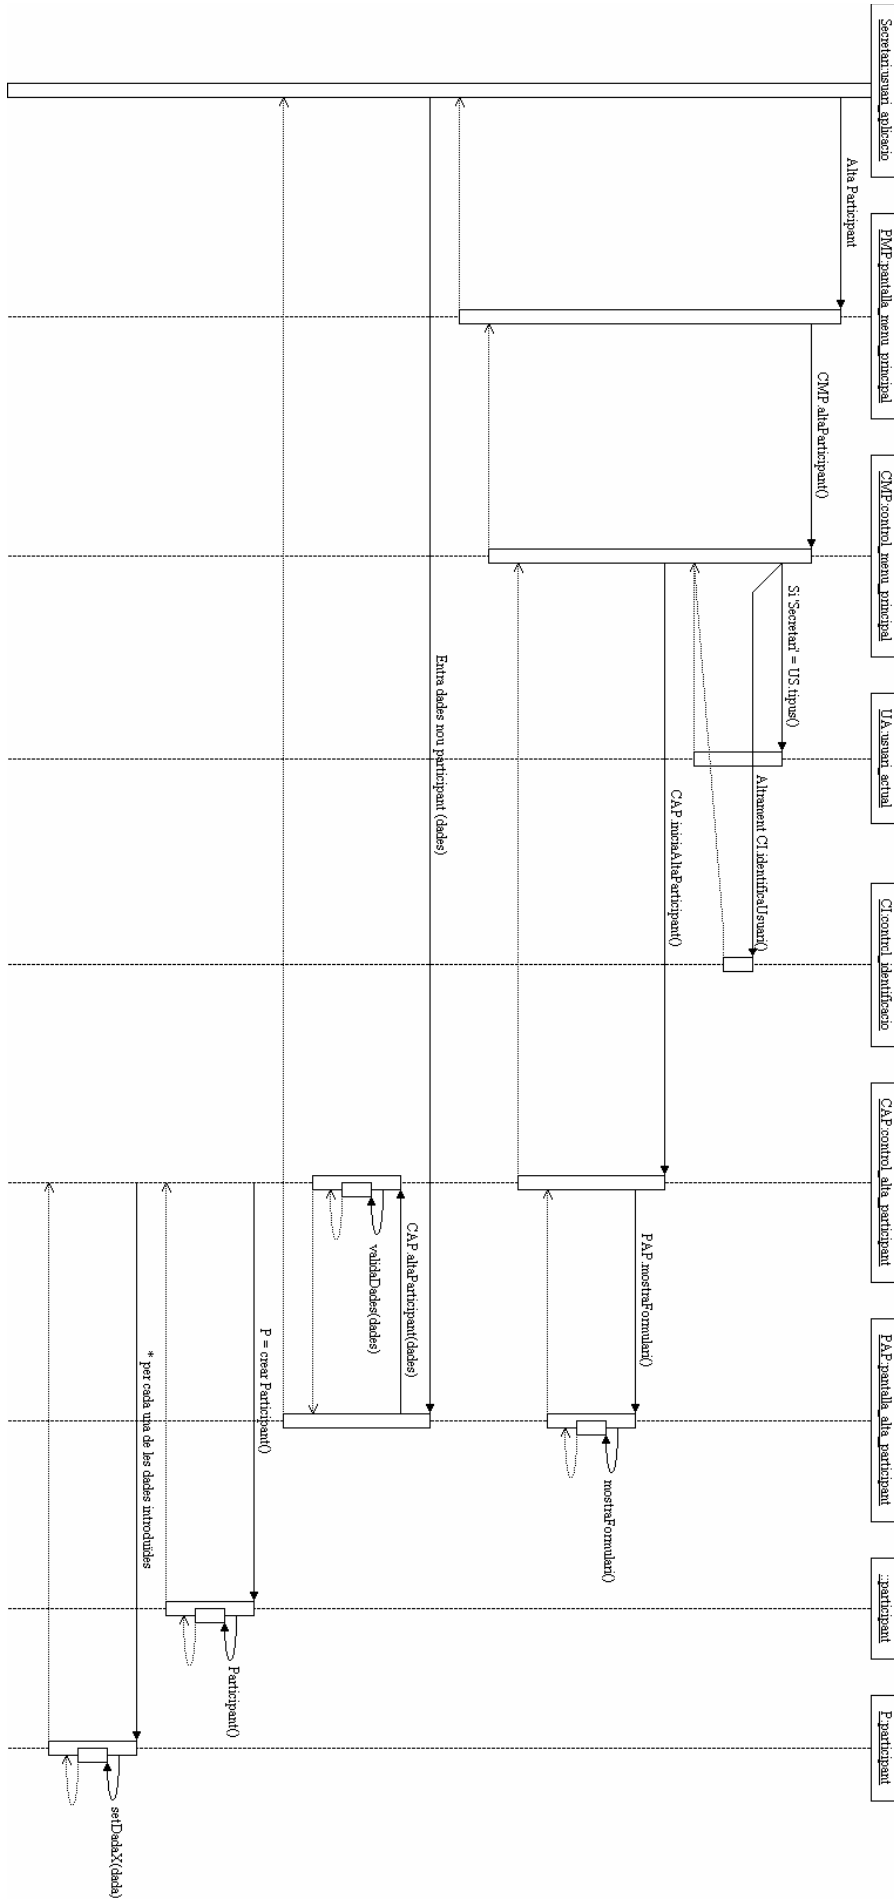 Secretari:usuari_aplicacio
PMP:pantalla_menu_principal
CMP:control_menu_principal
UA:usuari_actual
CI:control_identificacio
CAP:control_alta_participant
PAP:pantalla_alta_participant
::participant
P:participant
Alta Participant
CMP.altaParticipant()
Si 'Secretari' = US.tipus()
Altrament CI.identificaUsuari()
CAP.iniciaAltaParticipant()
PAP.mostraFormulari()
mostraFormulari()
Entra dades nou participant (dades)
CAP.altaParticipant(dades)
validaDades(dades)
P = crear Participant()
Participant()
* per cada una de les dades introduïdes
setDadaX(dada)